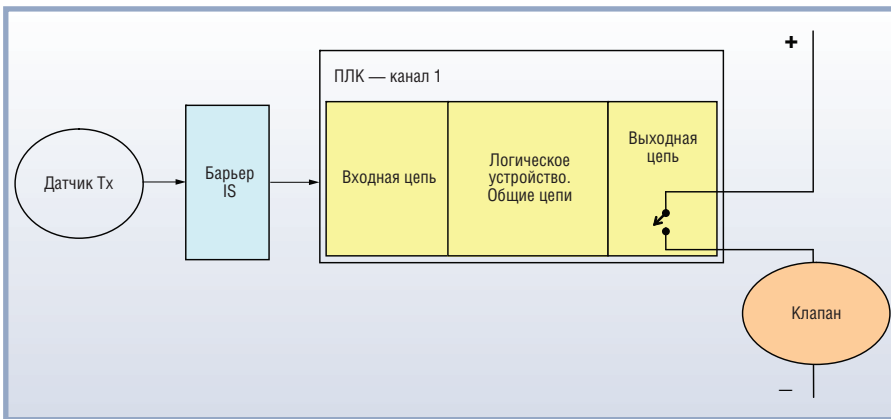 ПЛК — канал 1
+
Датчик Тх
Барьер
IS
Входная цепь
Логическое
устройство.
Общие цепи
Выходная
цепь
Клапан
—